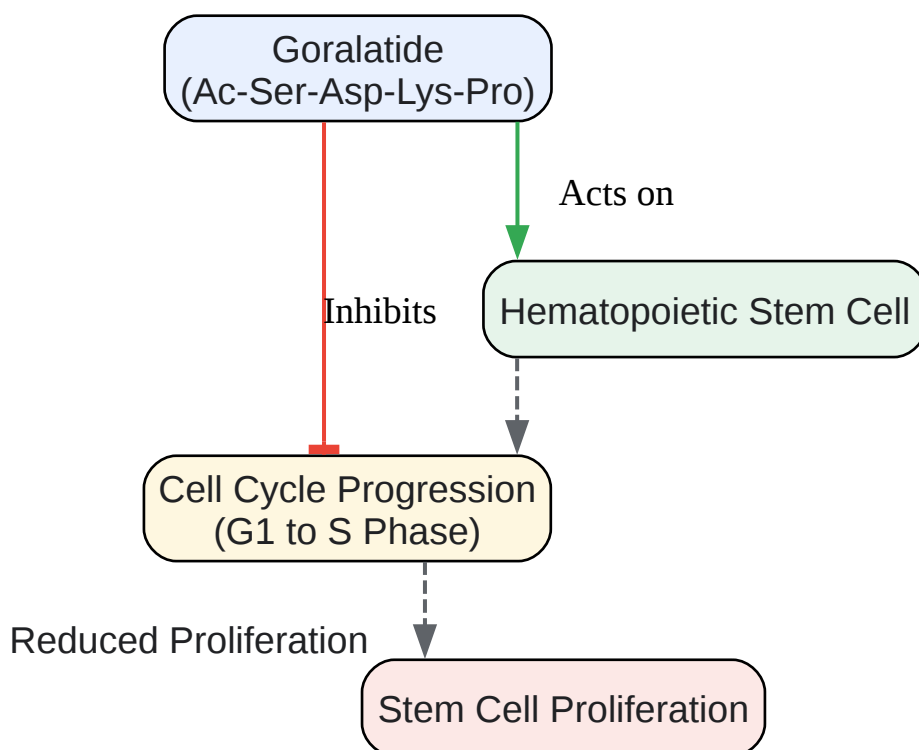 Goralatide
(Ac-Ser-Asp-Lys-Pro)
Acts on
Inhibits
Hematopoietic Stem Cell
Cell Cycle Progression
(G1 to S Phase)
Reduced Proliferation
Stem Cell Proliferation